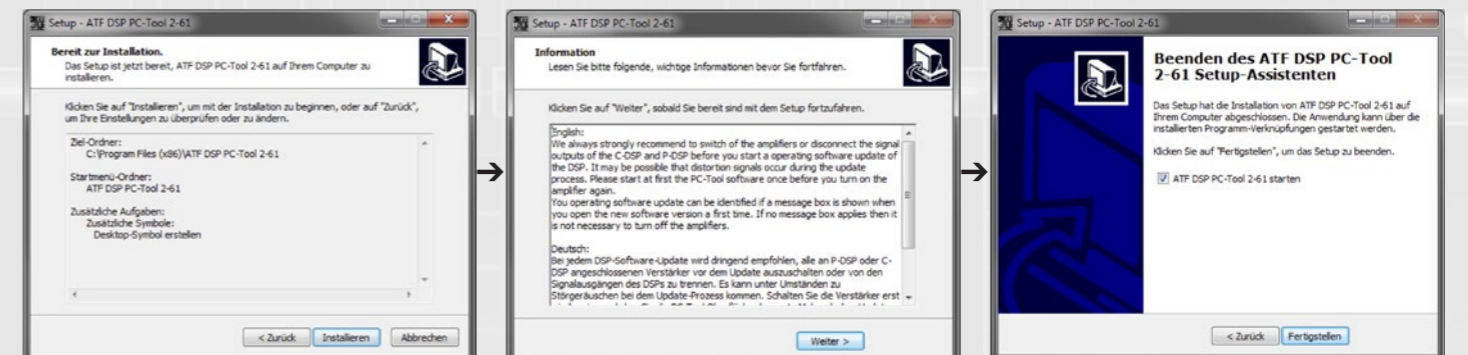 Setup - ATF DSP PC-Tool 2-61
Bereit zur Installation.
Das Setup ist jetzt bereit, ATF DSP PC-Tool 2-61 auf Ihrem Computer zu
installieren.
Klicken Sie auf "Installieren", um mit der Installation zu beginnen, oder auf "Zurück",
um Ihre Einstellungen zu überprüfen oder zu ändern.
Ziel-Ordner:
C:\Program Files (x86)\ATF DSP PC-Tool 2-61
Startmenü-Ordner:
ATF DSP PC-Tool 2-61
Zusätzliche Aufgaben:
Zusätzliche Symbole:
Desktop-Symbol erstellen
< Zurück
Installieren
Abbrechen
➔
Setup - ATF DSP PC-Tool 2-61
Information
Lesen Sie bitte folgende, wichtige Informationen bevor Sie fortfahren.
Klicken Sie auf "Weiter", sobald Sie bereit sind mit dem Setup fortzufahren.
English:
We always strongly recommend to switch of the amplifiers or disconnect the signal
outputs of the C-DSP and P-DSP before you start a operating software update of
the DSP. It may be possible that distortion signals occur during the update
process. Please start at first the PC-Tool software once before you turn on the
amplifier again.
You operating software update can be identified if a message box is shown when
you open the new software version a first time. If no message box applies then it
is not necessary to turn off the amplifiers.
Deutsch:
Bei jedem DSP-Software-Update wird dringend empfohlen, alle an P-DSP oder C-
DSP angeschlossenen Verstärker vor dem Update auszuschalten oder von den
Signalausgängen des DSPs zu trennen. Es kann unter Umständen zu
Störgeräuschen bei dem Update-Prozess kommen. Schalten Sie die Verstärker erst
Weiter >
➔
Setup - ATF DSP PC-Tool 2-61
Beenden des ATF DSP PC-Tool
2-61 Setup-Assistenten
Das Setup hat die Installation von ATF DSP PC-Tool 2-61 auf
Ihrem Computer abgeschlossen. Die Anwendung kann über die
installierten Programm-Verknüpfungen gestartet werden.
Klicken Sie auf "Fertigstellen", um das Setup zu beenden.
ATF DSP PC-Tool 2-61 starten
< Zurück
Fertigstellen